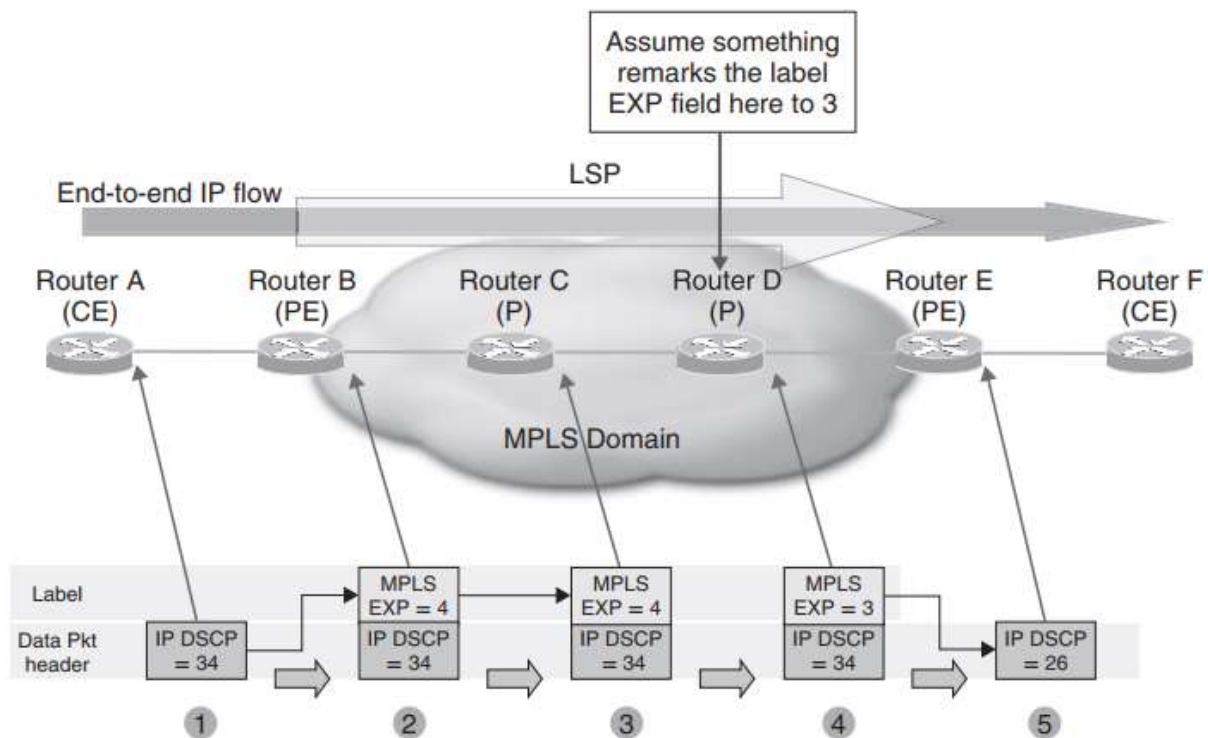 Assume something
remarks the label
EXP field here to 3
LSP
End-to-end IP flow
Router A
(CE)
Router B
(PE)
Router C
(P)
Router D
(P)
Router E
(PE)
Router F
(CE)
MPLS Domain
Label
MPLS
EXP = 4
MPLS
EXP = 4
MPLS
EXP = 3
Data Pkt
header
IP DSCP
= 34
IP DSCP
= 34
IP DSCP
= 34
IP DSCP
= 34
IP DSCP
= 26
1
2
3
4
5